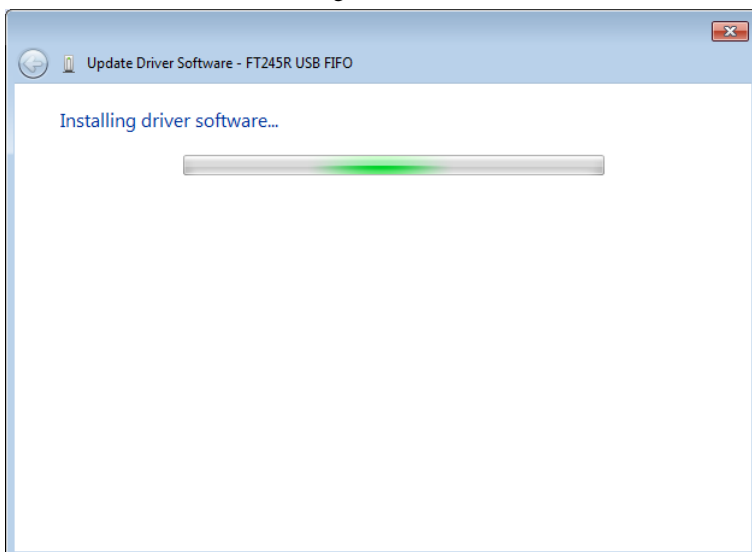 Update Driver Software - FT245R USB FIFO
Installing driver software...